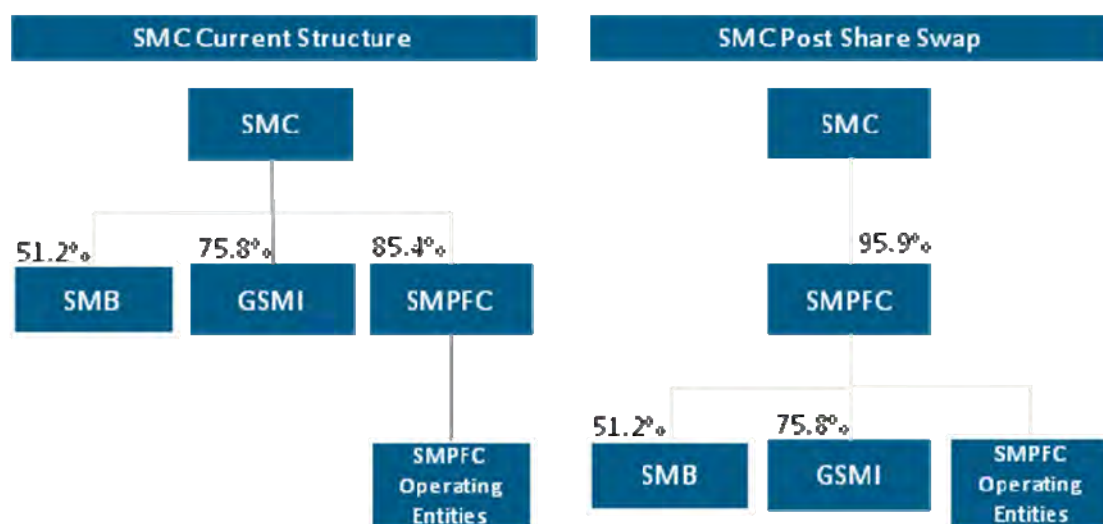 SMC Current Structure
SMC
51.2%
75.8%
85.4%
SMB
GSMI
SMPFC
SMPFC
Operating
Entities
SMC Post Share Swap
SMC
95.9%
SMPFC
51.2%
75.8%
SMB
GSMI
SMPFC
Operating
Entities